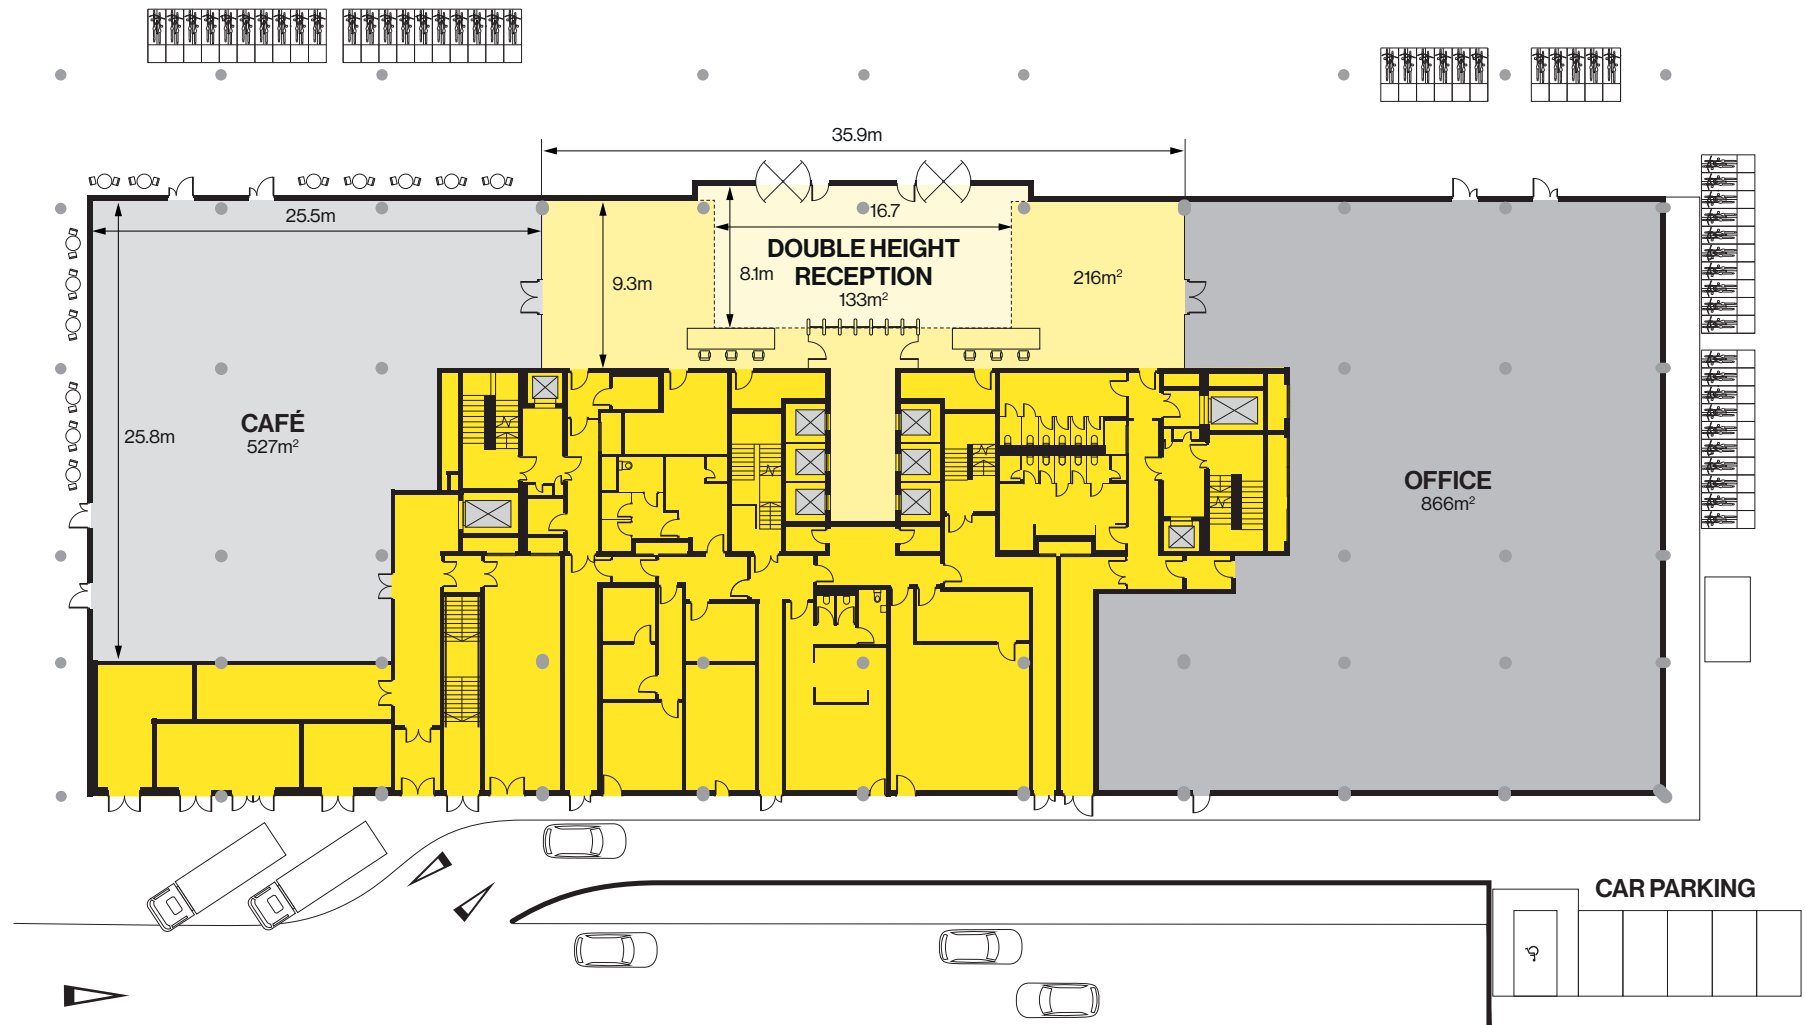 35.9m
25.5m
16.7
DOUBLE HEIGHT
RECEPTION
133m²
8.1m
9.3m
216m²
CAFÉ
527m²
25.8m
OFFICE
866m²
CAR PARKING